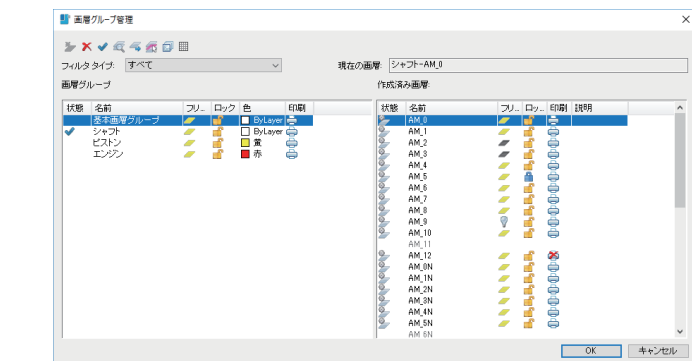 画層グループ管理
フィルタ タイプ: すべて
現在の画層: シャフト-AM_0
画層グループ
作成済み画層:
状態 名前 フリ... ロック 色 印刷
基本画層グループ ByLayer
シャフト ByLayer
ピストン 黄
エンジン 赤
状態 名前 フリ... ロッ... 印刷 説明
AM_0
AM_1
AM_2
AM_3
AM_4
AM_5
AM_6
AM_7
AM_8
AM_9
AM_10
AM_11
AM_12
AM_0N
AM_1N
AM_2N
AM_3N
AM_4N
AM_5N
AM_6N
OK キャンセル